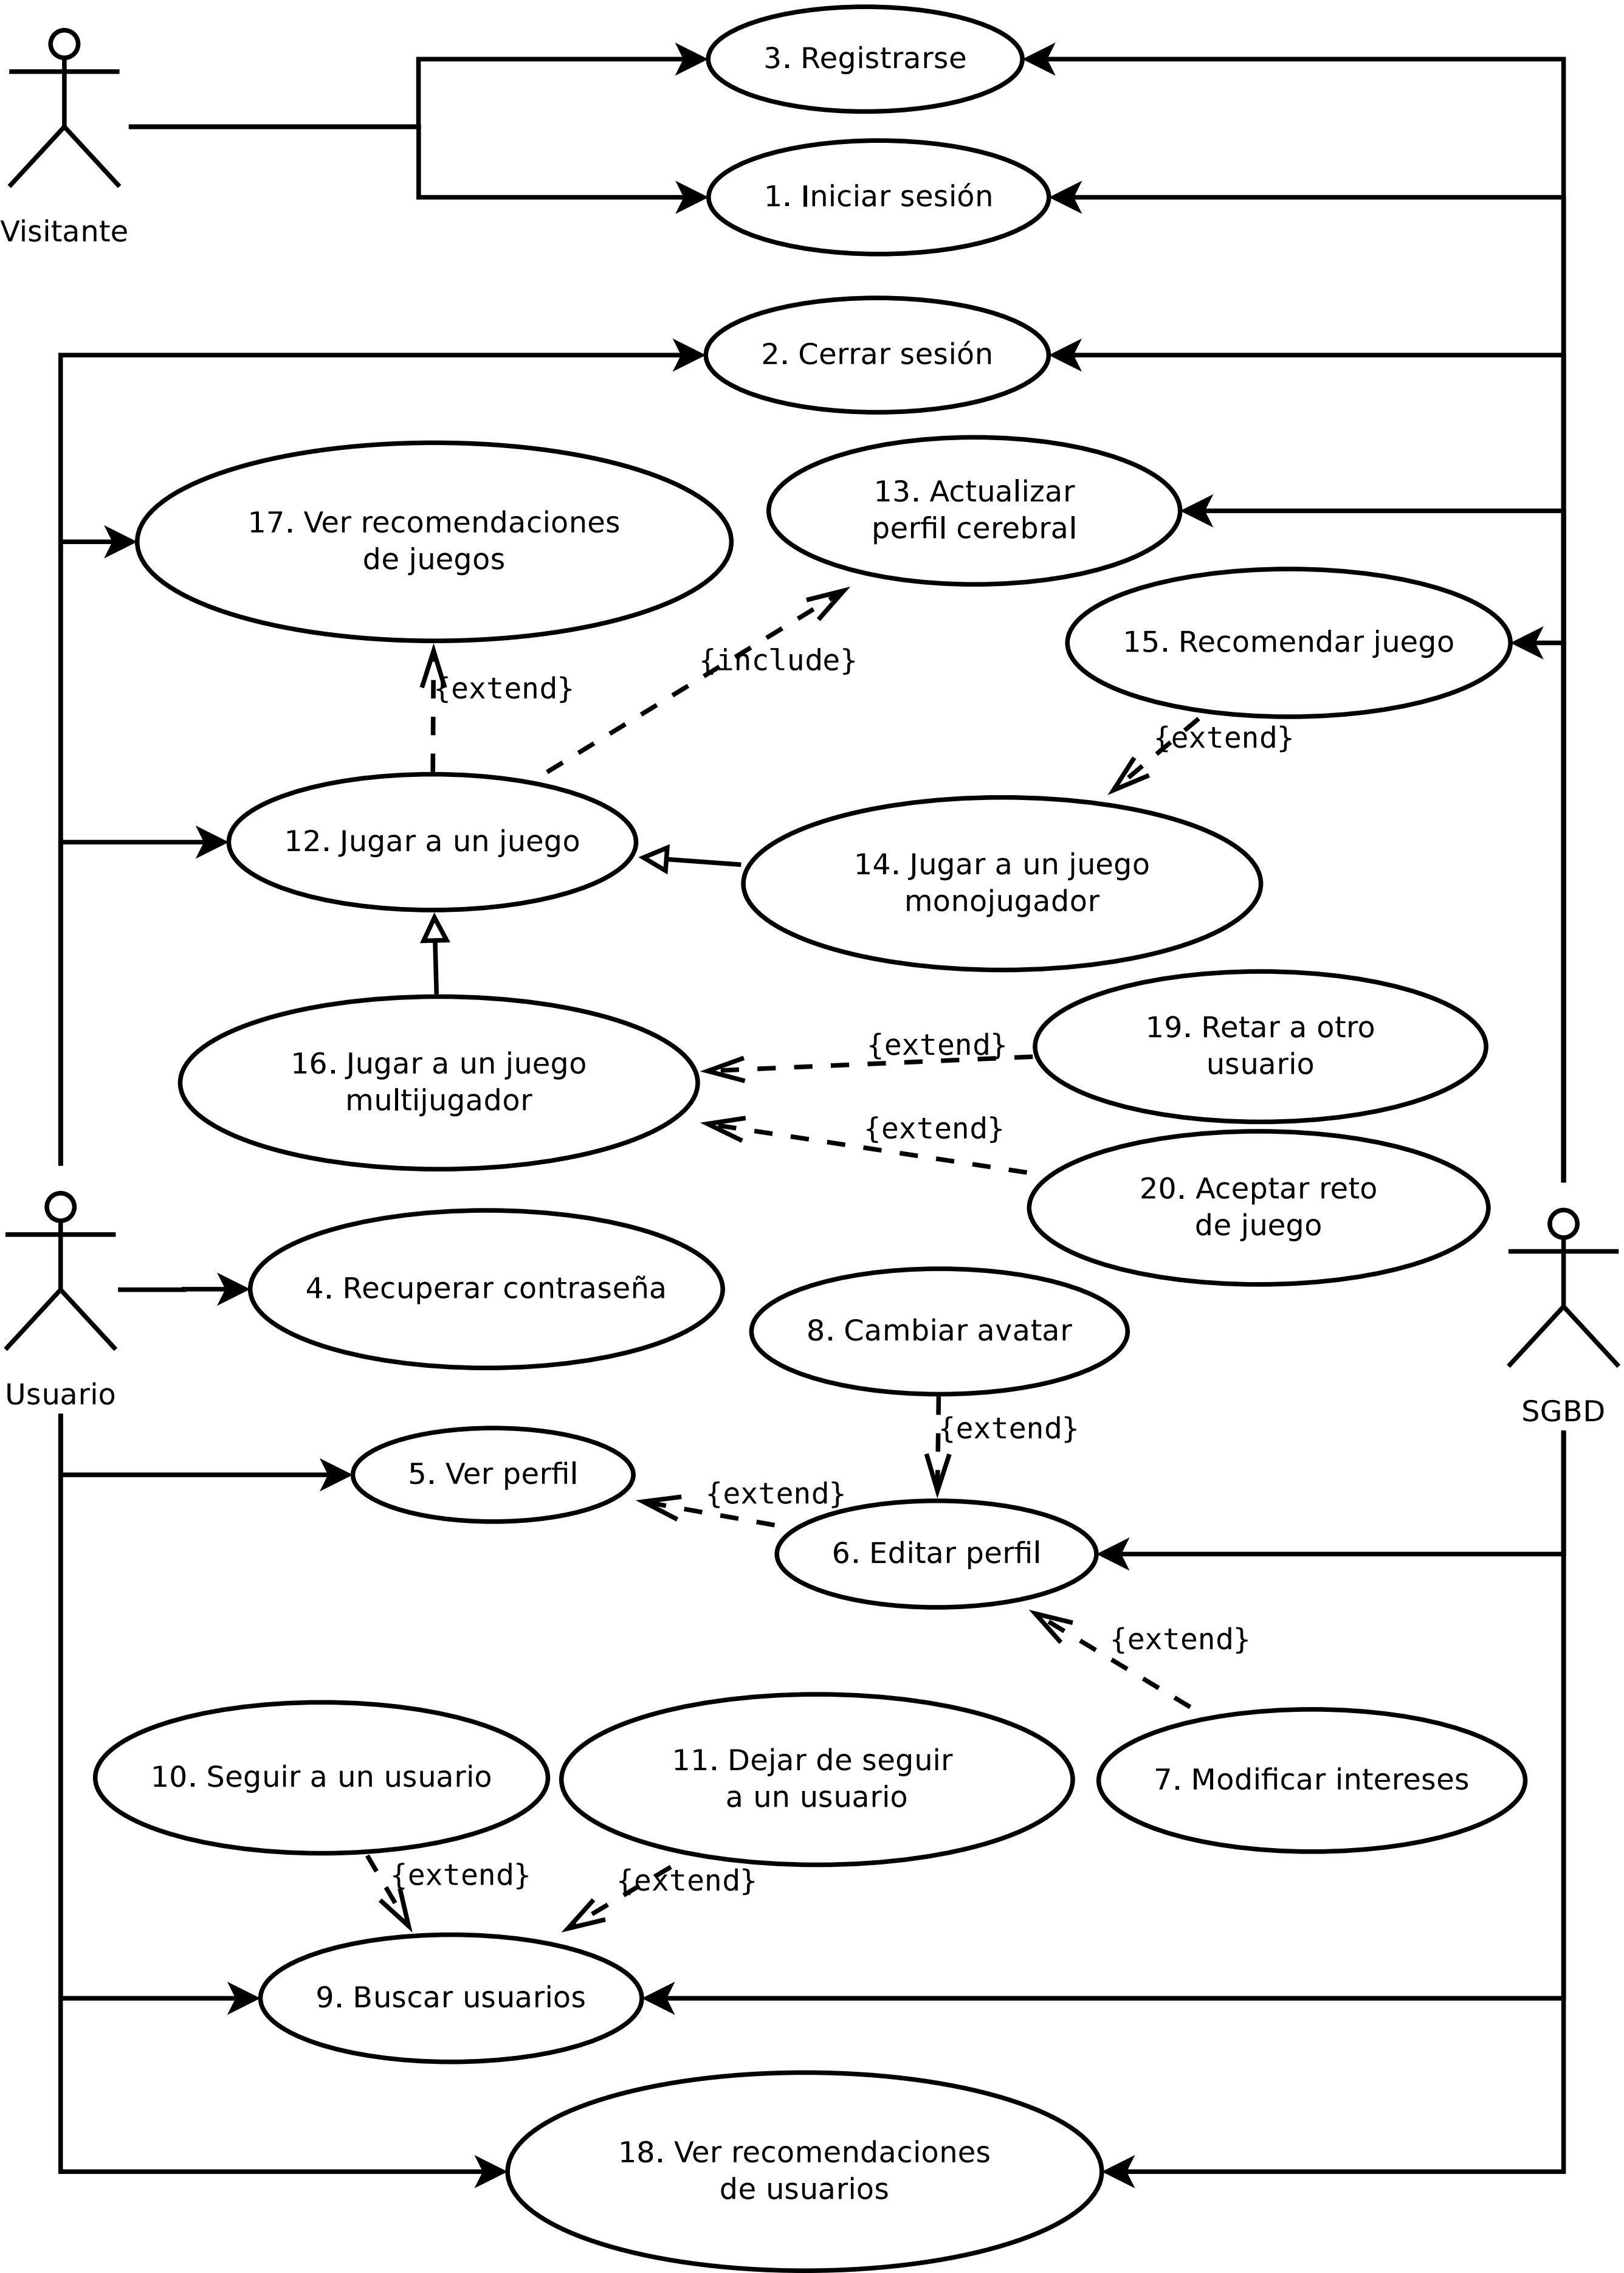 3. Registrarse
1. Iniciar sesión
Visitante
2. Cerrar sesión
13. Actualizar
perfil cerebral
17. Ver recomendaciones
de juegos
15. Recomendar juego
{include}
{extend}
{extend}
12. Jugar a un juego
14. Jugar a un juego
monojugador
19. Retar a otro
usuario
{extend}
16. Jugar a un juego
multijugador
{extend}
20. Aceptar reto
de juego
4. Recuperar contraseña
8. Cambiar avatar
Usuario
SGBD
{extend}
5. Ver perfil
{extend}
6. Editar perfil
{extend}
10. Seguir a un usuario
11. Dejar de seguir
a un usuario
7. Modificar intereses
{extend}
{extend}
9. Buscar usuarios
18. Ver recomendaciones
de usuarios